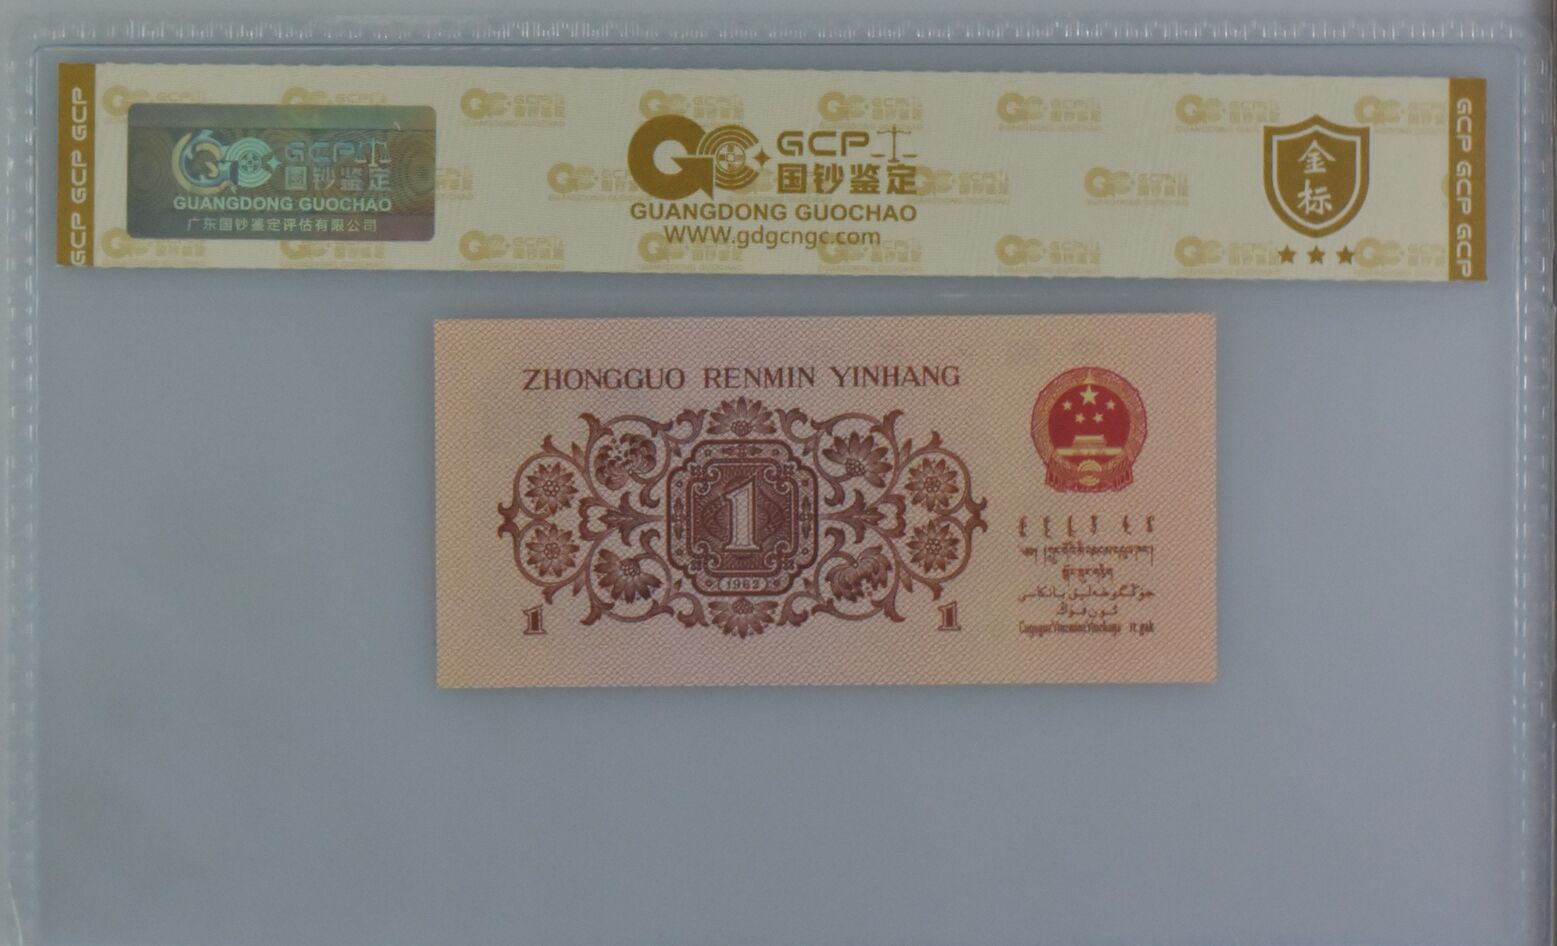 GCP GCP GCP
GCP 国钞鉴定
GUANGDONG GUOCHAO
广东国钞鉴定评估有限公司
GCP
国钞鉴定
GUANGDONG GUOCHAO
WWW.gdgcngc.com
金
标
GCP GCP GCP
ZHONGGUO RENMIN YINHANG
1
(1962)
1
1